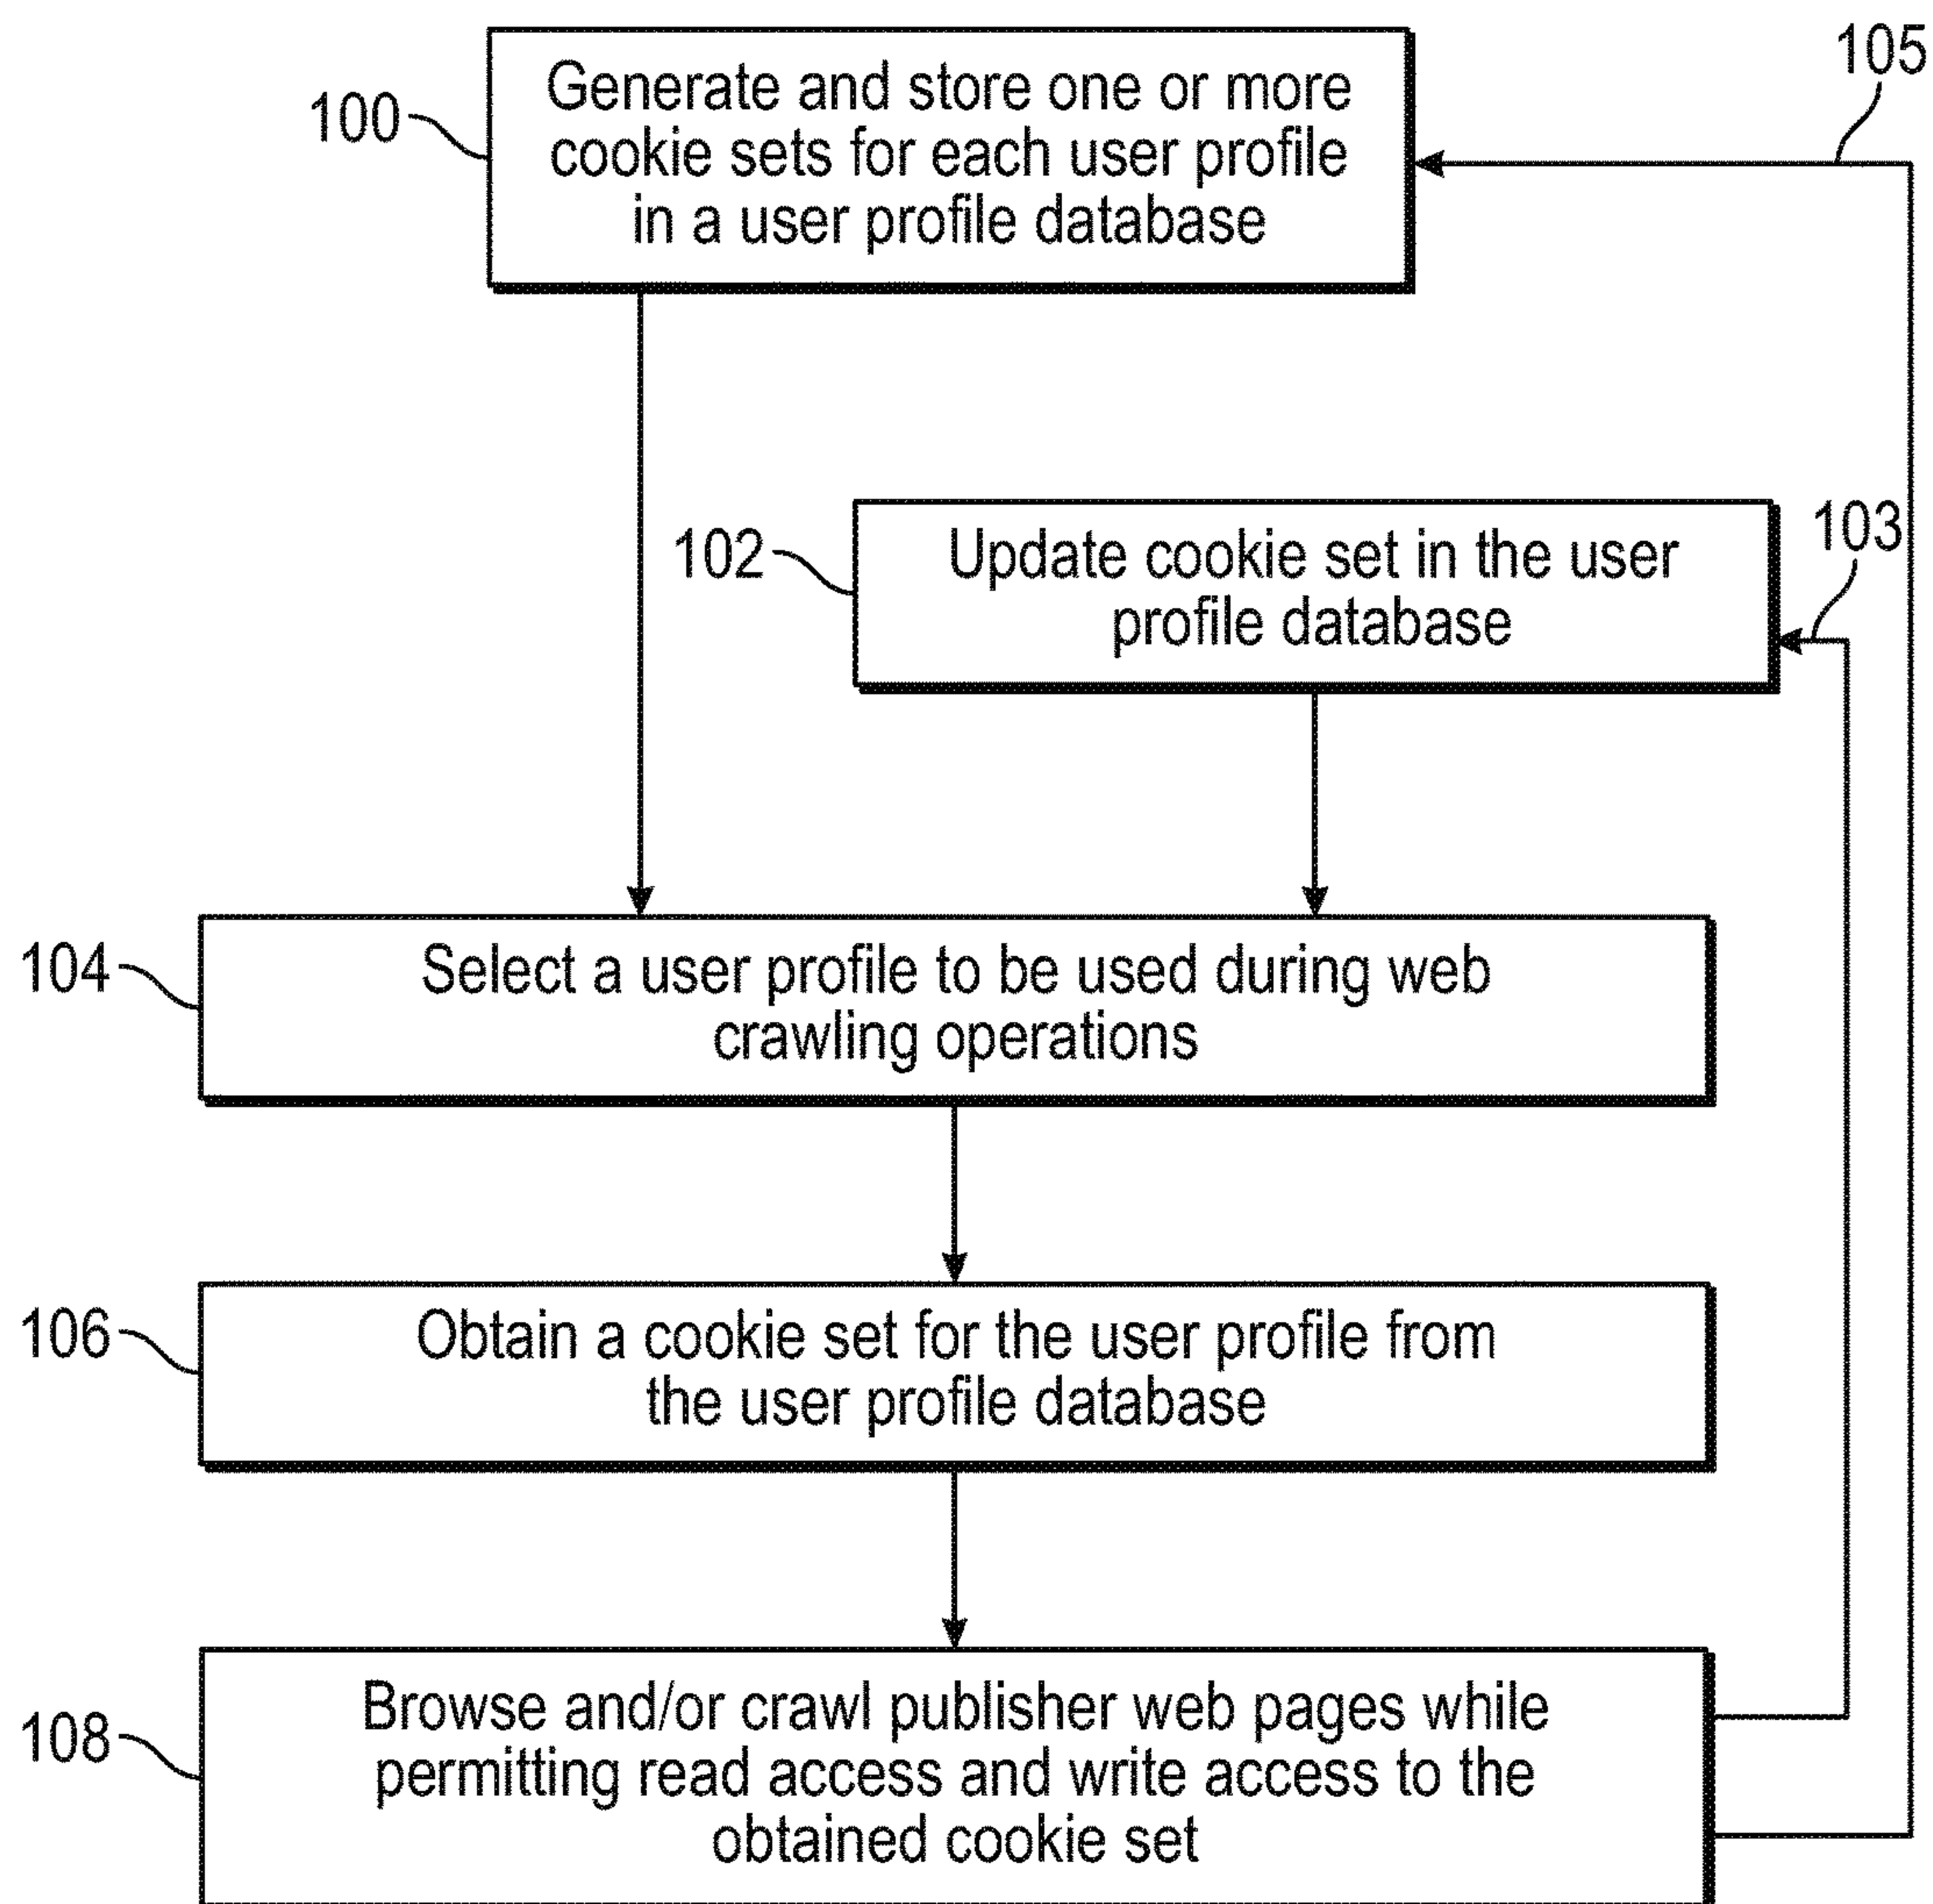 105
100
Generate and store one or more
cookie sets for each user profile
in a user profile database
103
102
Update cookie set in the user
profile database
104
Select a user profile to be used during web
crawling operations
106
Obtain a cookie set for the user profile from
the user profile database
108
Browse and/or crawl publisher web pages while
permitting read access and write access to the
obtained cookie set